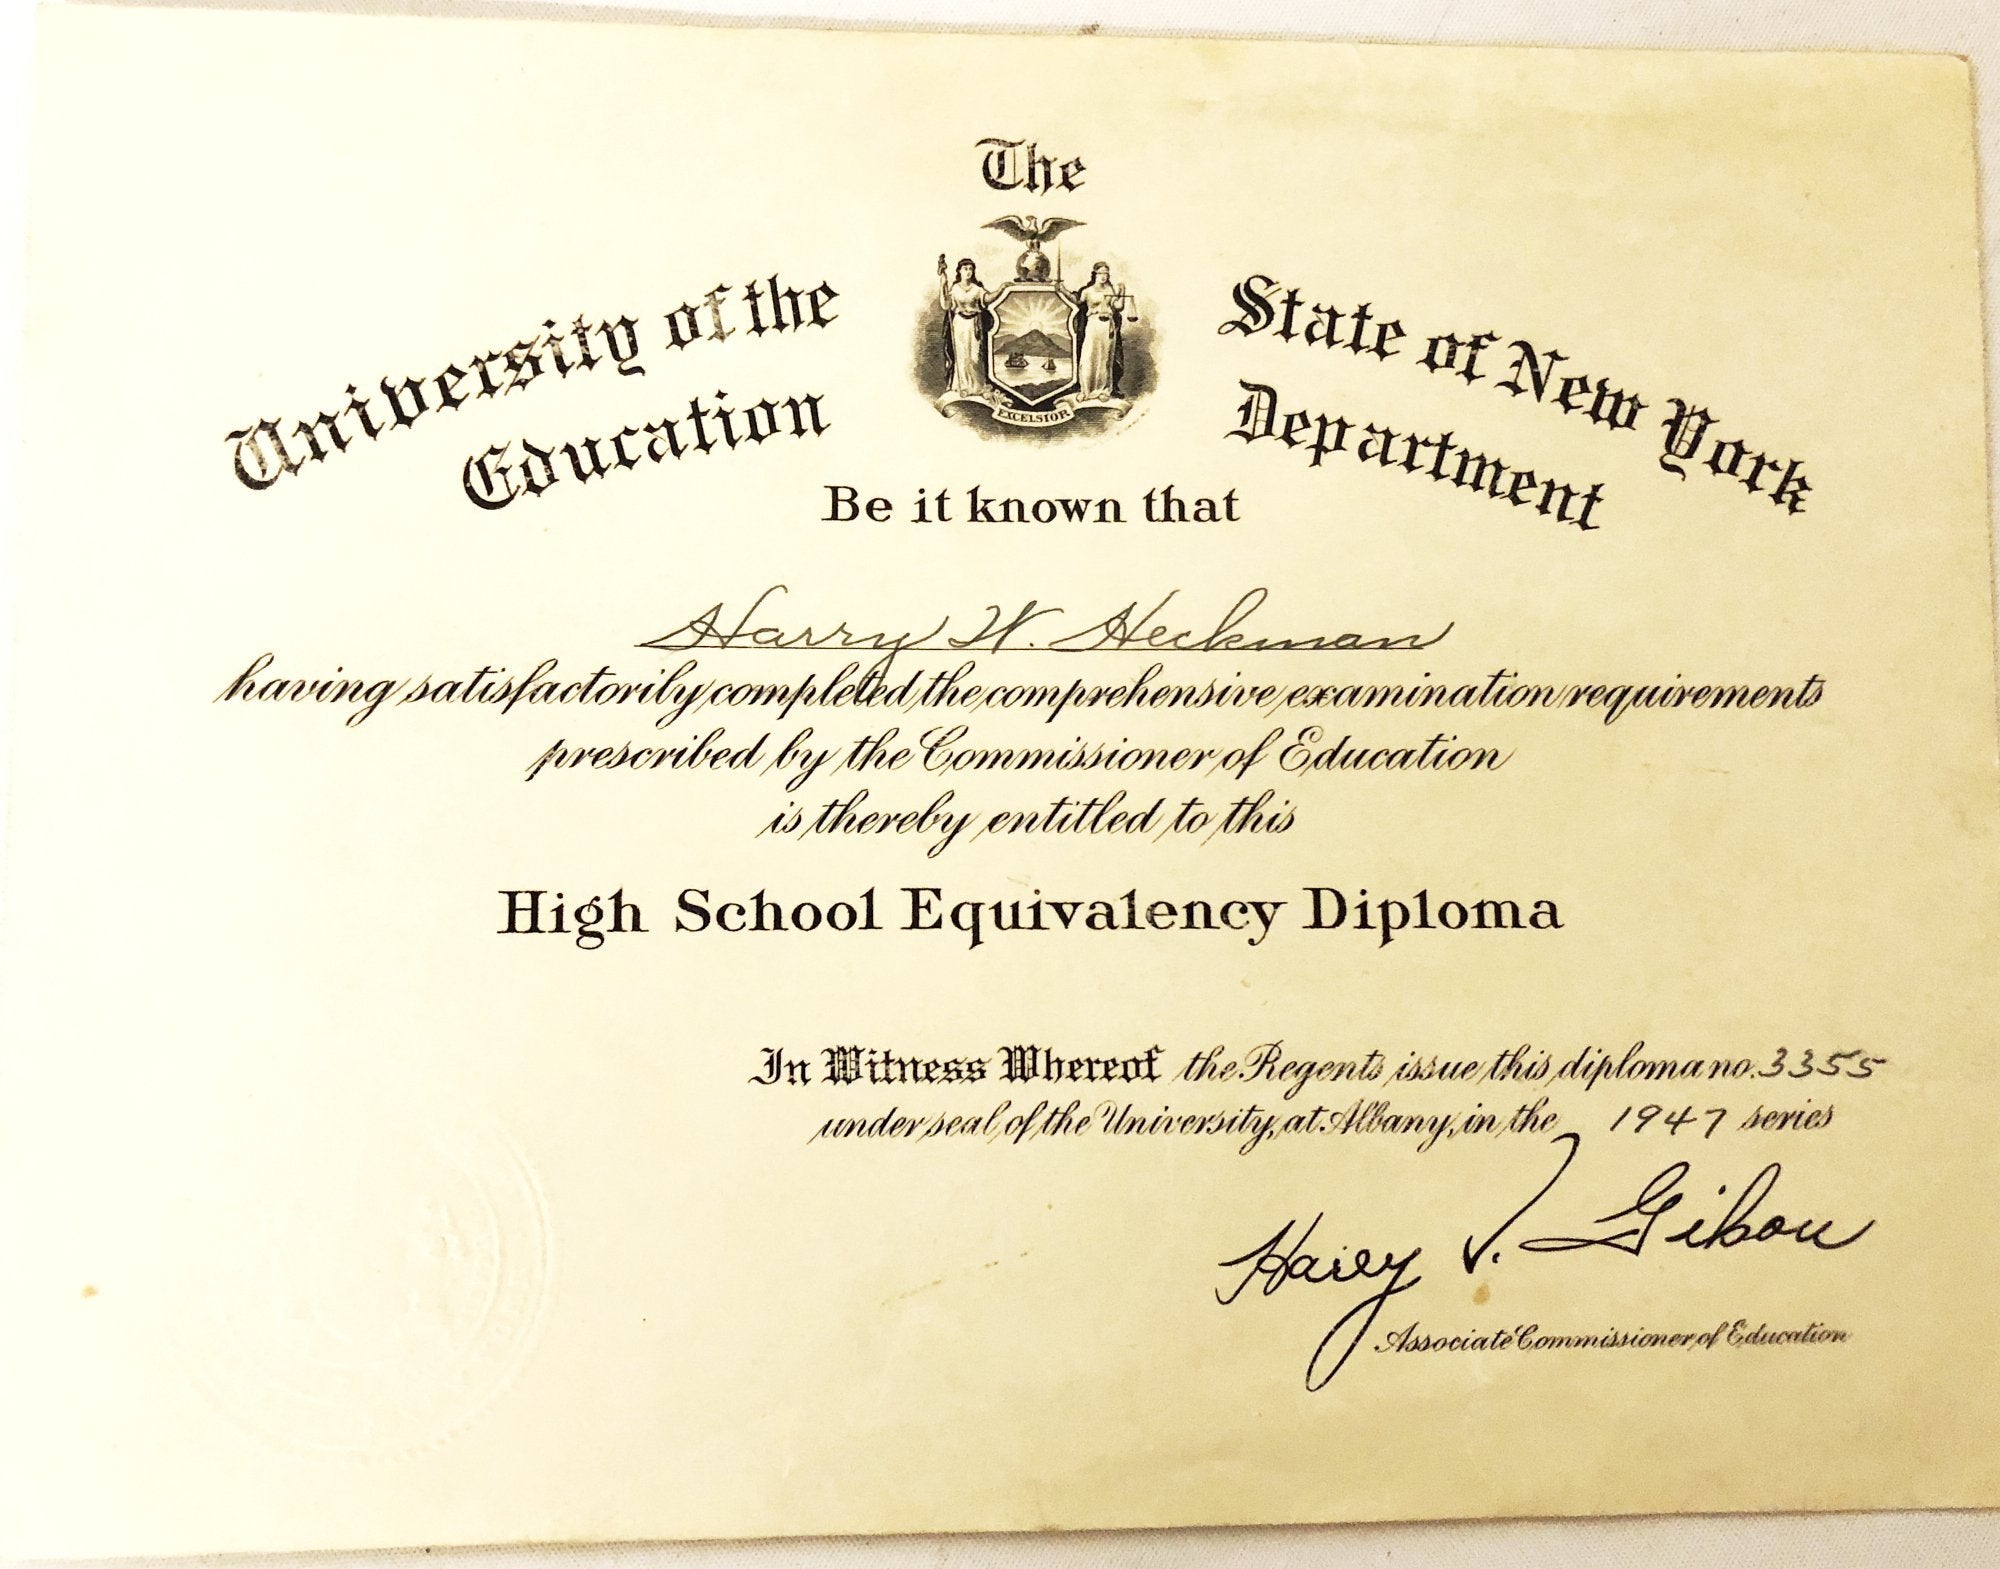 The
University of the State of New York
Education Department
EXCELSIOR
Be it known that
Harry W. Heckman
having satisfactorily completed the comprehensive examination requirements
prescribed by the Commissioner of Education
is thereby entitled to this
High School Equivalency Diploma
In Witness Whereof the Regents issue this diploma no. 3355
under seal of the University, at Albany, in the 1947 series
Harry V. Gilson
Associate Commissioner of Education